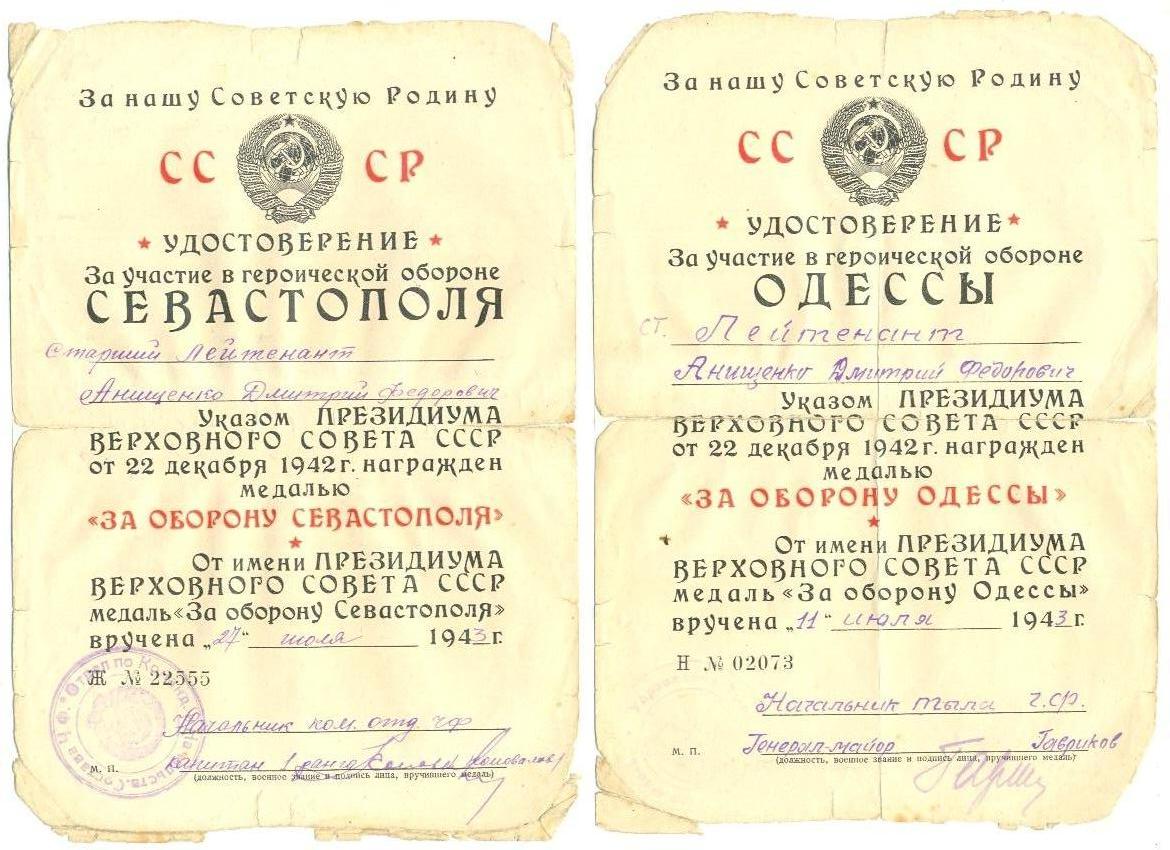 За нашу Советскую Родину
СССР
УДОСТОВЕРЕНИЕ
За участие в героической обороне
СЕВАСТОПОЛЯ
Старший лейтенант
Анищенко Дмитрий Федорович
Указом ПРЕЗИДИУМА
ВЕРХОВНОГО СОВЕТА СССР
от 22 декабря 1942 г. награжден
медалью
«ЗА ОБОРОНУ СЕВАСТОПОЛЯ»
От имени ПРЕЗИДИУМА
ВЕРХОВНОГО СОВЕТА СССР
медаль «За оборону Севастополя»
вручена „27" июля 1943 г.
Ж № 22555
Начальник ком. отд. ЧФ
капитан 1 ранга Коновалов
м. п. (должность, военное звание и подпись лица, вручившего медаль)
За нашу Советскую Родину
СССР
УДОСТОВЕРЕНИЕ
За участие в героической обороне
ОДЕССЫ
ст. Лейтенант
Анищенко Дмитрий Федорович
Указом ПРЕЗИДИУМА
ВЕРХОВНОГО СОВЕТА СССР
от 22 декабря 1942 г. награжден
медалью
«ЗА ОБОРОНУ ОДЕССЫ»
От имени ПРЕЗИДИУМА
ВЕРХОВНОГО СОВЕТА СССР
медаль «За оборону Одессы»
вручена „11" июля 1943 г.
Н № 02073
Начальник тыла
Генерал-майор Гавриков
м. п. (должность, военное звание и подпись лица, вручившего медаль)